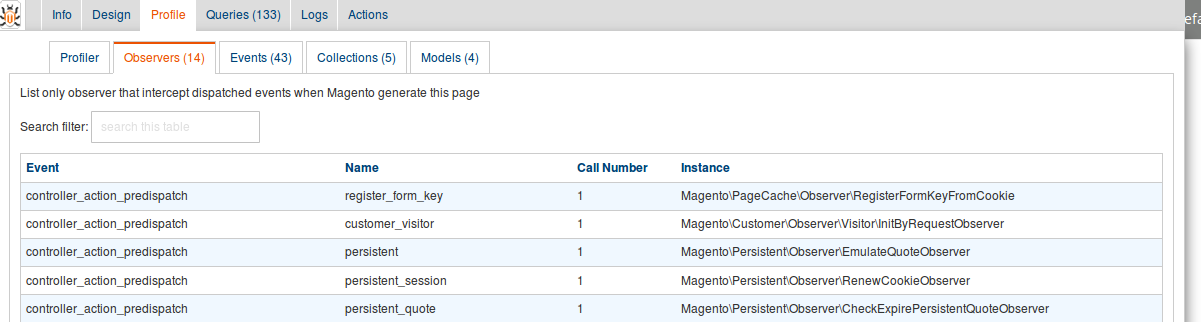 Info Design Profile Queries (133) Logs Actions
Profiler Observers (14) Events (43) Collections (5) Models (4)
List only observer that intercept dispatched events when Magento generate this page
Search filter: search this table
Event Name Call Number Instance
controller_action_predispatch register_form_key 1 Magento\PageCache\Observer\RegisterFormKeyFromCookie
controller_action_predispatch customer_visitor 1 Magento\Customer\Observer\Visitor\InitByRequestObserver
controller_action_predispatch persistent 1 Magento\Persistent\Observer\EmulateQuoteObserver
controller_action_predispatch persistent_session 1 Magento\Persistent\Observer\RenewCookieObserver
controller_action_predispatch persistent_quote 1 Magento\Persistent\Observer\CheckExpirePersistentQuoteObserver